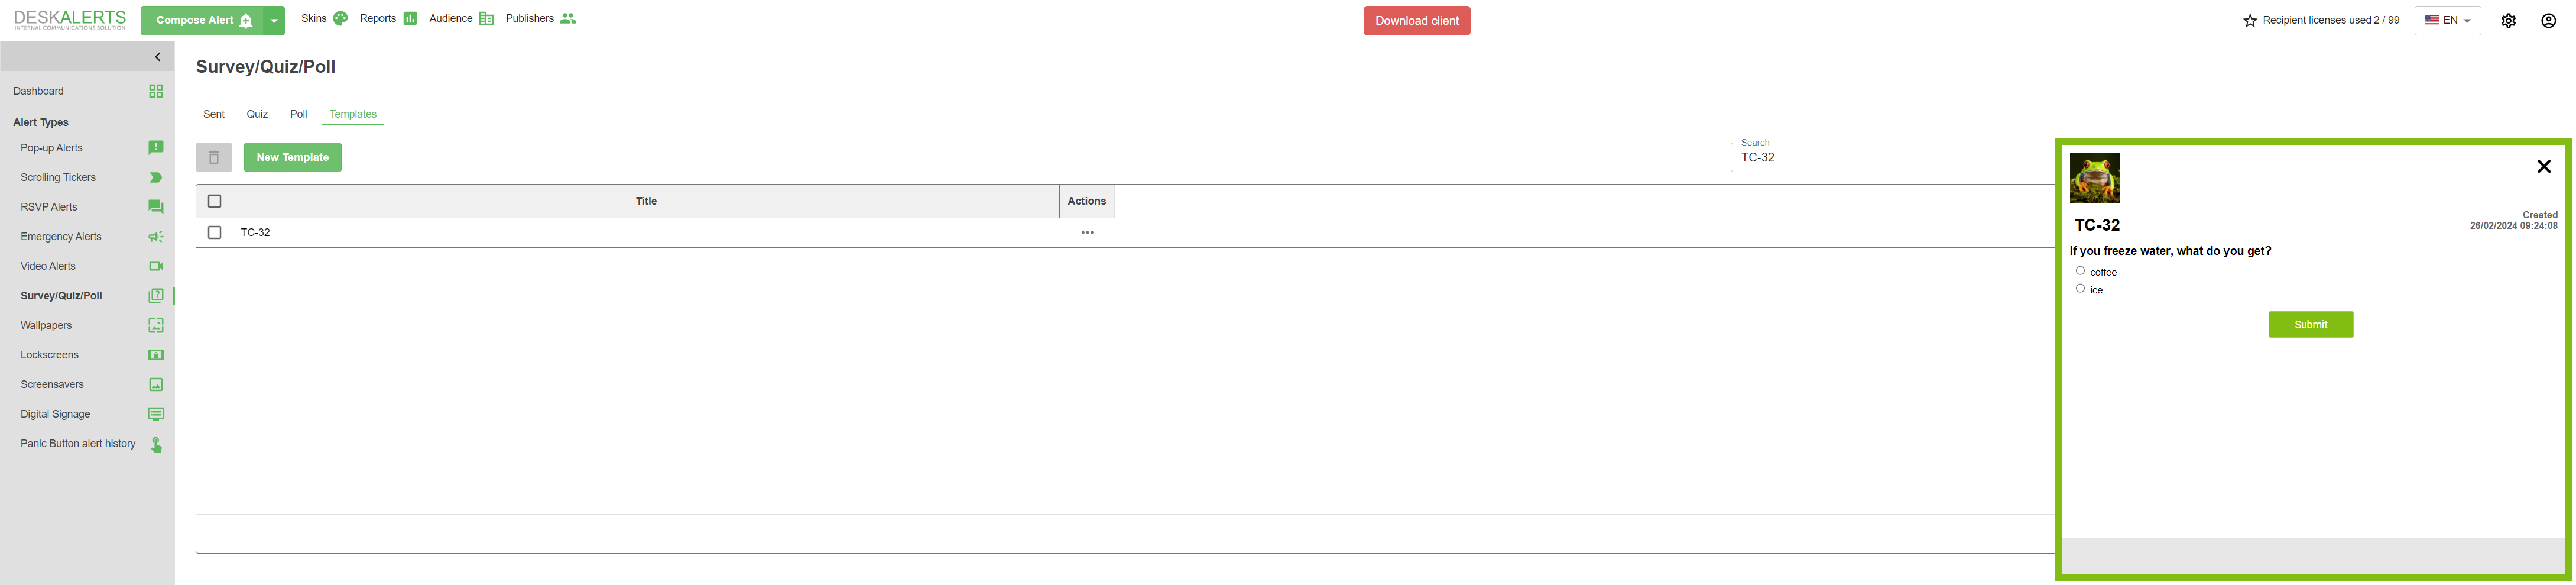 DESKALERTS
INTERNAL COMMUNICATIONS SOLUTION
Compose Alert
Skins
Reports
Audience
Publishers
Download client
Recipient licenses used 2 / 99
EN
Dashboard
Alert Types
Pop-up Alerts
Scrolling Tickers
RSVP Alerts
Emergency Alerts
Video Alerts
Survey/Quiz/Poll
Wallpapers
Lockscreens
Screensavers
Digital Signage
Panic Button alert history
Survey/Quiz/Poll
Sent
Quiz
Poll
Templates
New Template
Search
TC-32
Title
Actions
TC-32
TC-32
Created
26/02/2024 09:24:08
If you freeze water, what do you get?
coffee
ice
Submit